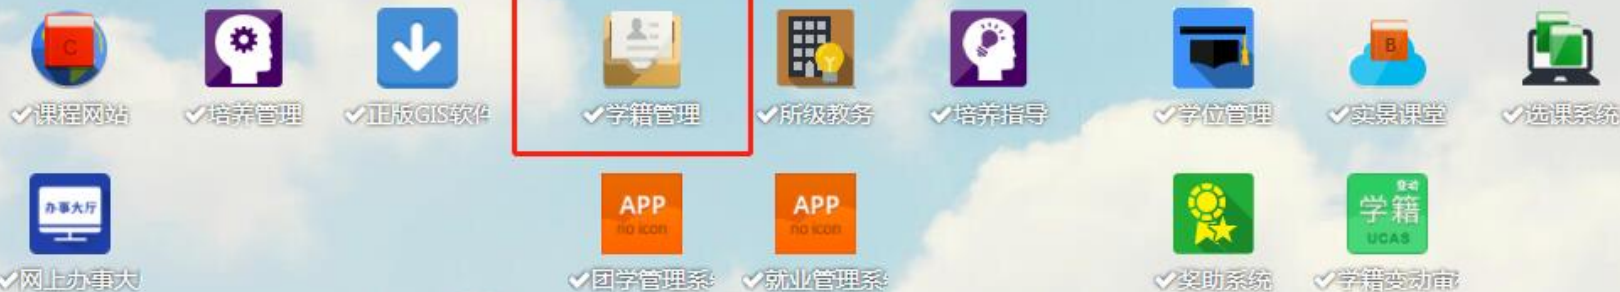 C
B
课程网站
培养管理
正版GIS软件
学籍管理
所级教务
培养指导
学位管理
实景课堂
选课系统
办事大厅
APP
no icon
APP
no icon
变动
学籍
UCAS
网上办事大
团学管理系
就业管理系
奖助系统
学籍变动审